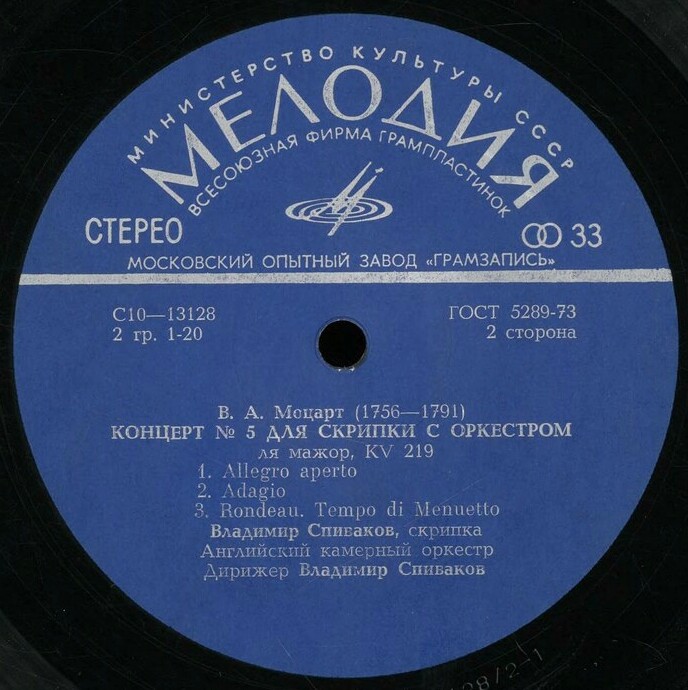 МИНИСТЕРСТВО КУЛЬТУРЫ СССР
МЕЛОДИЯ
ВСЕСОЮЗНАЯ ФИРМА ГРАМПЛАСТИНОК
СТЕРЕО
33
МОСКОВСКИЙ ОПЫТНЫЙ ЗАВОД «ГРАМЗАПИСЬ»
С10—13128
ГОСТ 5289-73
2 гр. 1-20
2 сторона
В. А. Моцарт (1756—1791)
КОНЦЕРТ № 5 ДЛЯ СКРИПКИ С ОРКЕСТРОМ
ля мажор, KV 219
1. Allegro aperto
2. Adagio
3. Rondeau. Tempo di Menuetto
Владимир Спиваков, скрипка
Английский камерный оркестр
Дирижер Владимир Спиваков